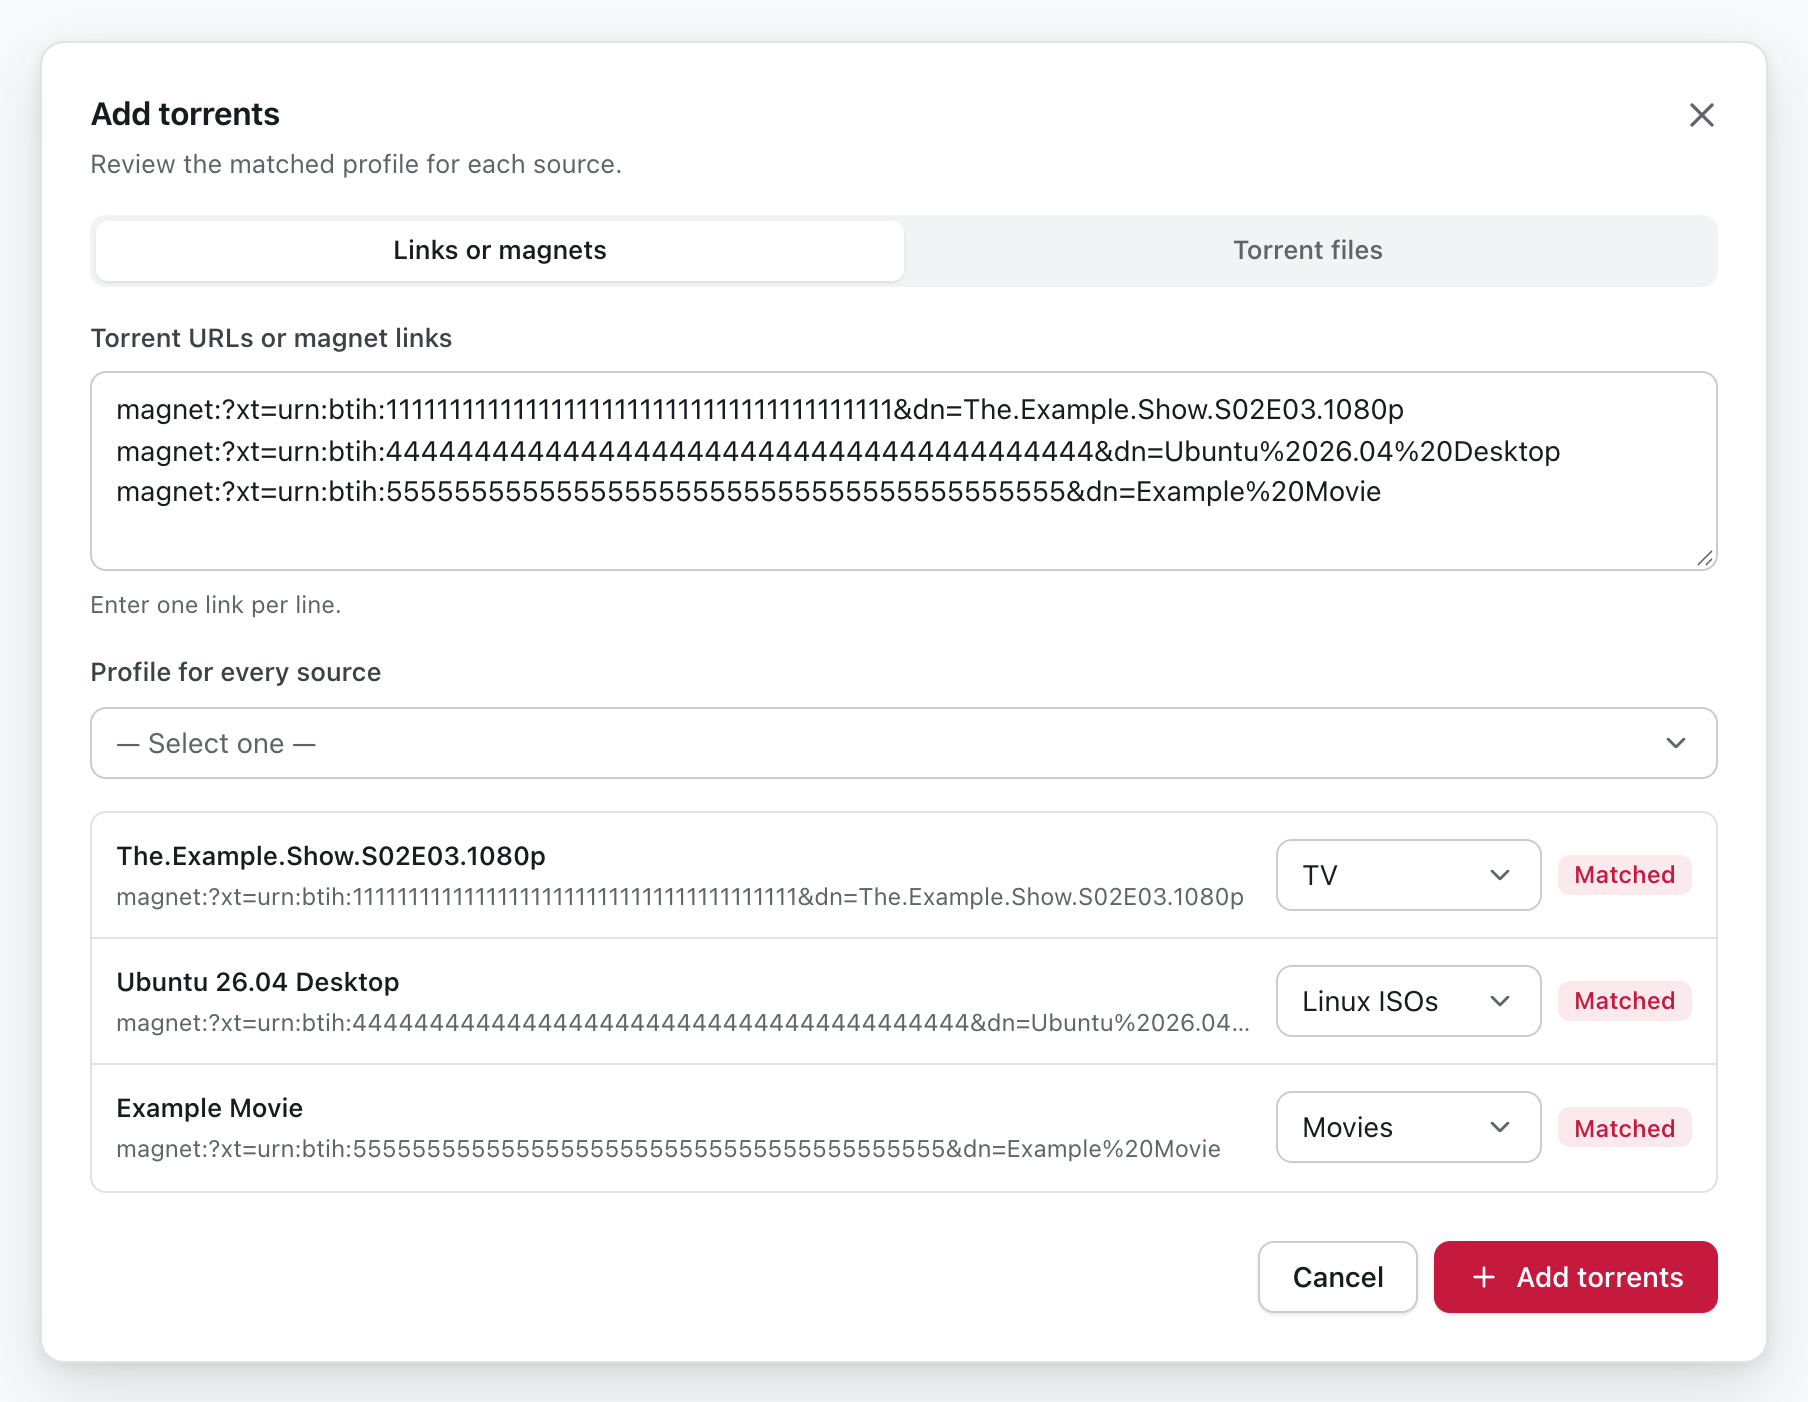 Add torrents
Review the matched profile for each source.
Links or magnets
Torrent files
Torrent URLs or magnet links
magnet:?xt=urn:btih:1111111111111111111111111111111111111111&dn=The.Example.Show.S02E03.1080p
magnet:?xt=urn:btih:4444444444444444444444444444444444444444&dn=Ubuntu%2026.04%20Desktop
magnet:?xt=urn:btih:5555555555555555555555555555555555555555&dn=Example%20Movie
Enter one link per line.
Profile for every source
— Select one —
The.Example.Show.S02E03.1080p
magnet:?xt=urn:btih:1111111111111111111111111111111111111111&dn=The.Example.Show.S02E03.1080p
TV
Matched
Ubuntu 26.04 Desktop
magnet:?xt=urn:btih:4444444444444444444444444444444444444444&dn=Ubuntu%2026.04...
Linux ISOs
Matched
Example Movie
magnet:?xt=urn:btih:5555555555555555555555555555555555555555&dn=Example%20Movie
Movies
Matched
Cancel
+ Add torrents